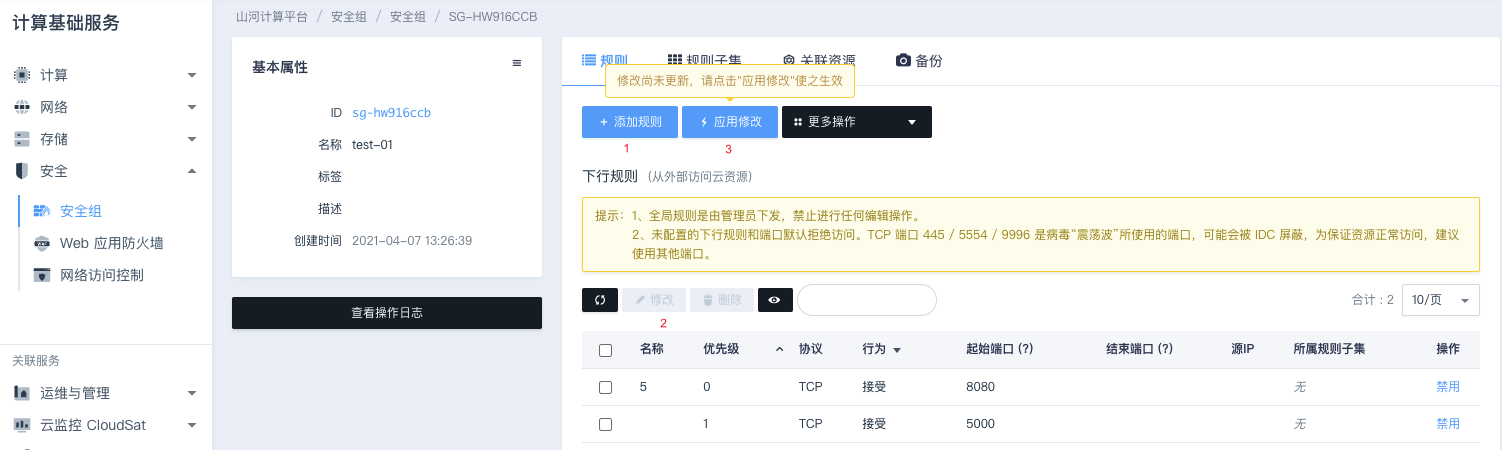 计算基础服务
计算
网络
存储
安全
安全组
Web 应用防火墙
网络访问控制
关联服务
运维与管理
云监控 CloudSat
山河计算平台 / 安全组 / 安全组 / SG-HW916CCB
基本属性
ID sg-hw916ccb
名称 test-01
标签
描述
创建时间 2021-04-07 13:26:39
查看操作日志
规则 规则子集 关联资源 备份
修改尚未更新，请点击"应用修改"使之生效
+ 添加规则 应用修改 更多操作
1 3
下行规则 （从外部访问云资源）
提示： 1、全局规则是由管理员下发，禁止进行任何编辑操作。
2、未配置的下行规则和端口默认拒绝访问。TCP 端口 445 / 5554 / 9996 是病毒“震荡波”所使用的端口，可能会被 IDC 屏蔽，为保证资源正常访问，建议
使用其他端口。
修改 删除 合计 : 2 10/页
2
名称 优先级 协议 行为 起始端口 (?) 结束端口 (?) 源IP 所属规则子集 操作
5 0 TCP 接受 8080 无 禁用
1 TCP 接受 5000 无 禁用